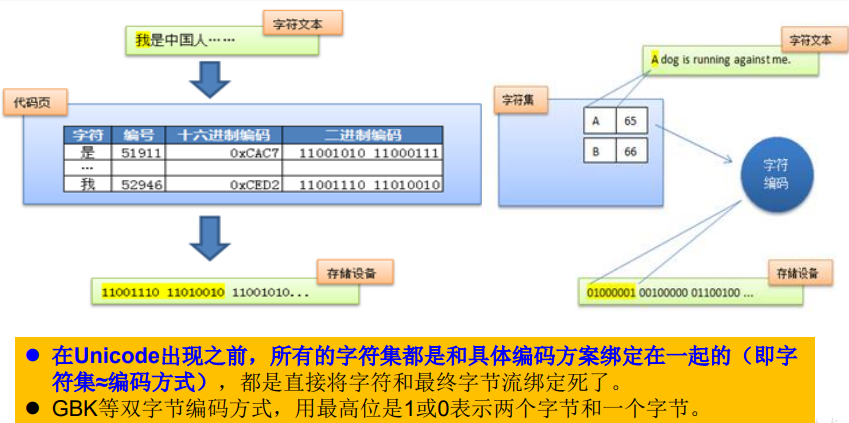 字符文本
我是中国人……
代码页
字符 编号 十六进制编码 二进制编码
是 51911 0xCAC7 11001010 11000111
…
我 52946 0xCED2 11001110 11010010
存储设备
11001110 11010010 11001010...
字符文本
A dog is running against me.
字符集
A 65
B 66
字符
编码
存储设备
01000001 00100000 01100100 ...
● 在Unicode出现之前，所有的字符集都是和具体编码方案绑定在一起的（即字
符集≈编码方式），都是直接将字符和最终字节流绑定死了。
● GBK等双字节编码方式，用最高位是1或0表示两个字节和一个字节。